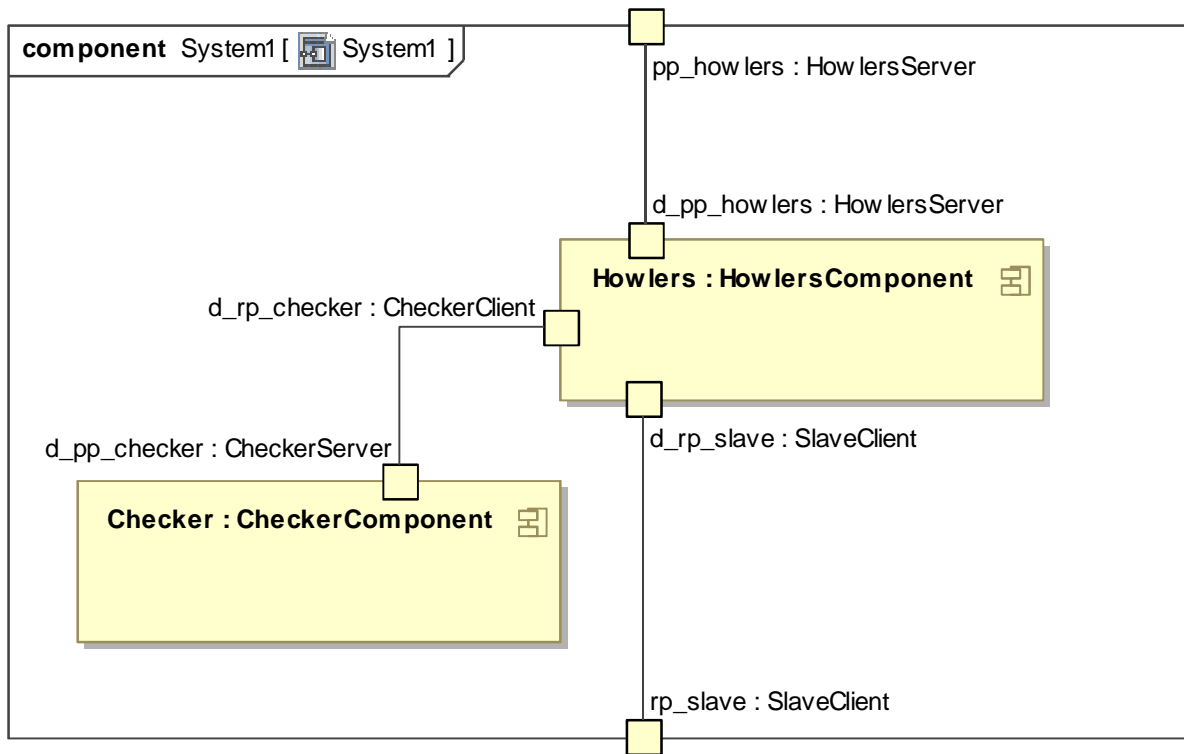 component System1 [ System1 ]
pp_howlers : HowlersServer
d_pp_howlers : HowlersServer
Howlers : HowlersComponent
d_rp_checker : CheckerClient
d_rp_slave : SlaveClient
d_pp_checker : CheckerServer
Checker : CheckerComponent
rp_slave : SlaveClient